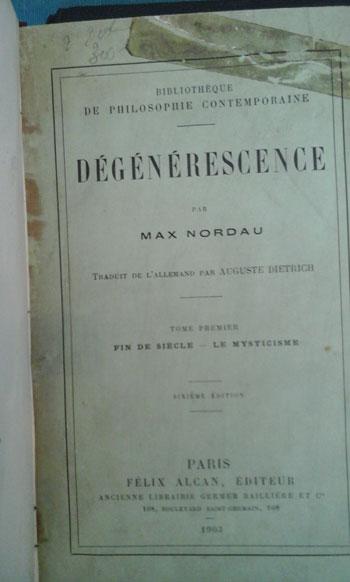 BIBLIOTHÈQUE
DE PHILOSOPHIE CONTEMPORAINE
DÉGÉNÉRESCENCE
PAR
MAX NORDAU
TRADUIT DE L'ALLEMAND PAR AUGUSTE DIETRICH
TOME PREMIER
FIN DE SIÈCLE — LE MYSTICISME
SIXIÈME ÉDITION
PARIS
FÉLIX ALCAN, ÉDITEUR
ANCIENNE LIBRAIRIE GERMER BAILLIÈRE ET Cie
108, BOULEVARD SAINT-GERMAIN, 108